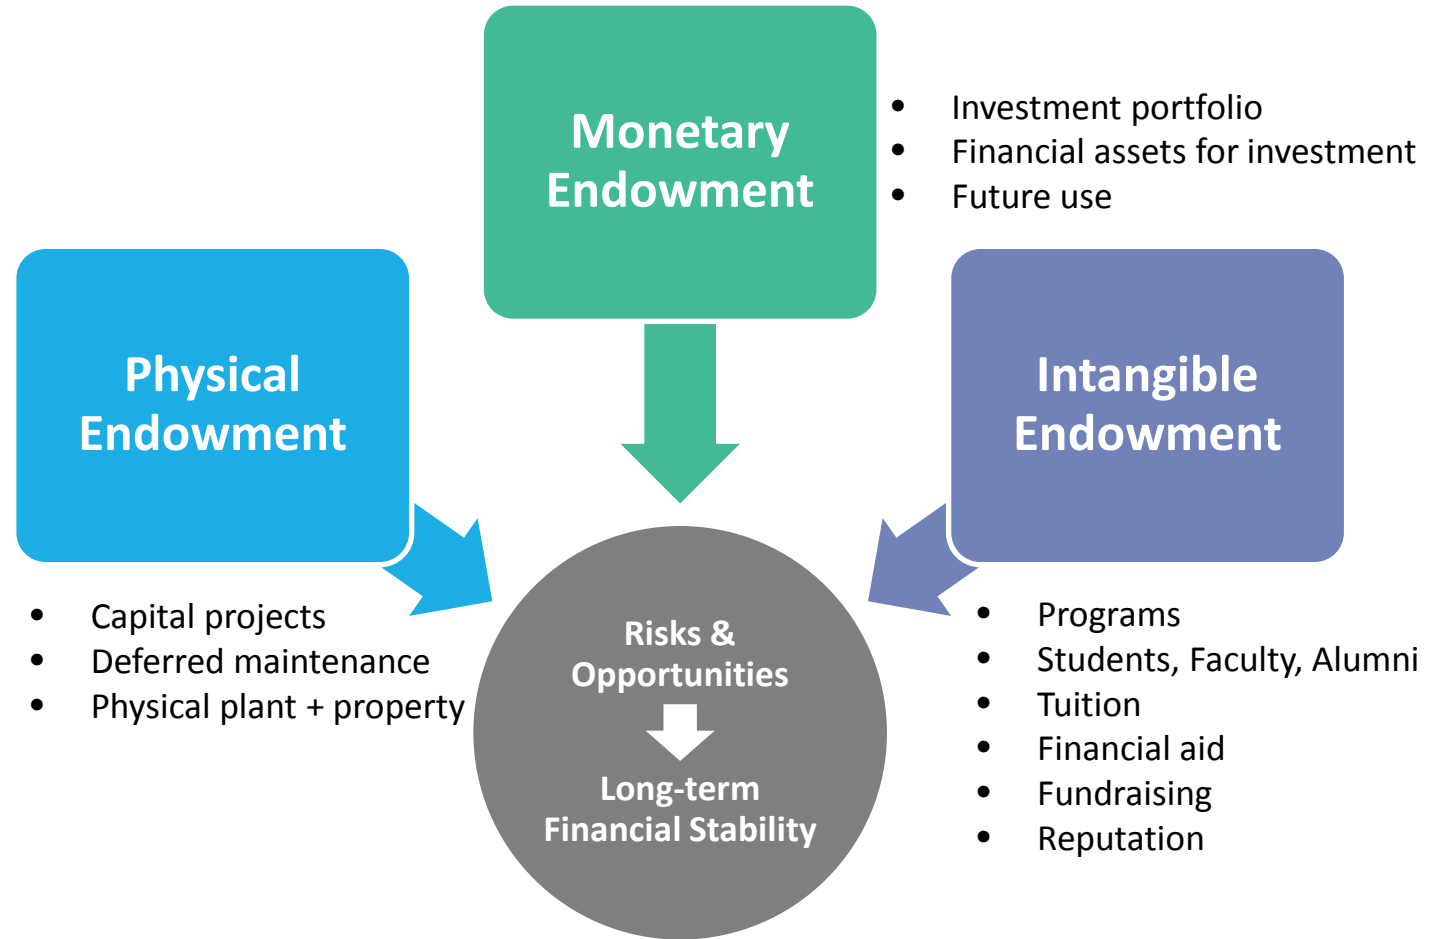 Monetary
Endowment
• Investment portfolio
• Financial assets for investment
• Future use
Physical
Endowment
• Capital projects
• Deferred maintenance
• Physical plant + property
Intangible
Endowment
• Programs
• Students, Faculty, Alumni
• Tuition
• Financial aid
• Fundraising
• Reputation
Risks &
Opportunities
Long-term
Financial Stability